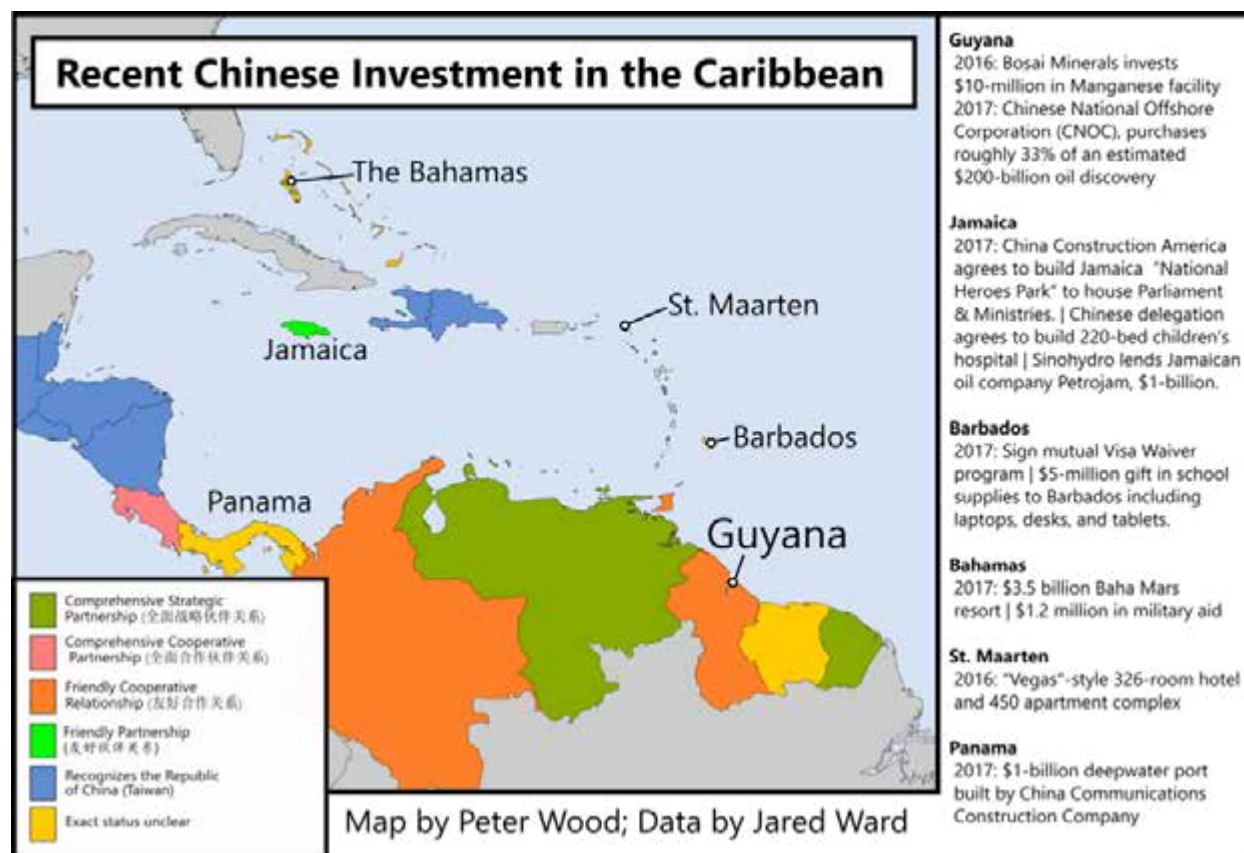 Recent Chinese Investment in the Caribbean
The Bahamas
St. Maarten
Jamaica
Barbados
Panama
Guyana
Comprehensive Strategic
Partnership (全面战略伙伴关系)
Comprehensive Cooperative
Partnership (全面合作伙伴关系)
Friendly Cooperative
Relationship (友好合作关系)
Friendly Partnership
(友好伙伴关系)
Recognizes the Republic
of China (Taiwan)
Exact status unclear
Map by Peter Wood; Data by Jared Ward
Guyana
2016: Bosai Minerals invests
$10-million in Manganese facility
2017: Chinese National Offshore
Corporation (CNOC), purchases
roughly 33% of an estimated
$200-billion oil discovery
Jamaica
2017: China Construction America
agrees to build Jamaica "National
Heroes Park" to house Parliament
& Ministries. | Chinese delegation
agrees to build 220-bed children's
hospital | Sinohydro lends Jamaican
oil company Petrojam, $1-billion.
Barbados
2017: Sign mutual Visa Waiver
program | $5-million gift in school
supplies to Barbados including
laptops, desks, and tablets.
Bahamas
2017: $3.5 billion Baha Mars
resort | $1.2 million in military aid
St. Maarten
2016: "Vegas"-style 326-room hotel
and 450 apartment complex
Panama
2017: $1-billion deepwater port
built by China Communications
Construction Company